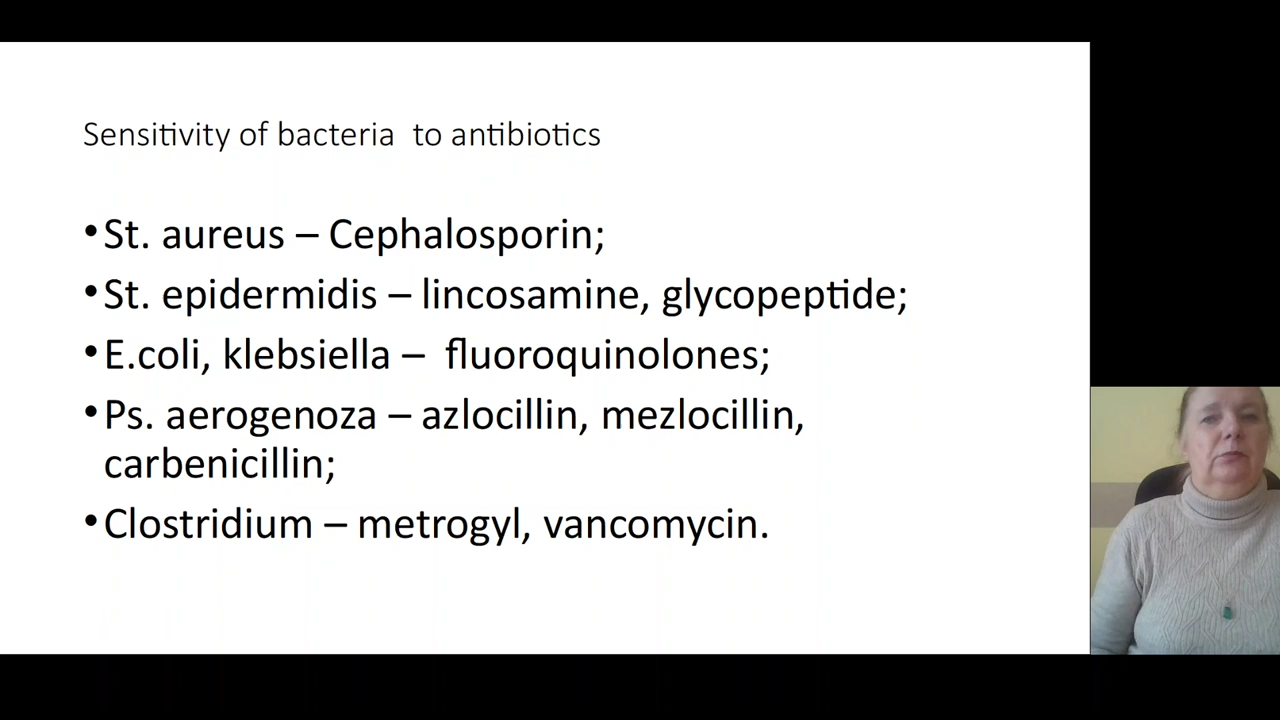 Sensitivity of bacteria to antibiotics
•St. aureus – Cephalosporin;
•St. epidermidis – lincosamine, glycopeptide;
•E.coli, klebsiella – fluoroquinolones;
•Ps. aerogenoza – azlocillin, mezlocillin,
carbenicillin;
•Clostridium – metrogyl, vancomycin.